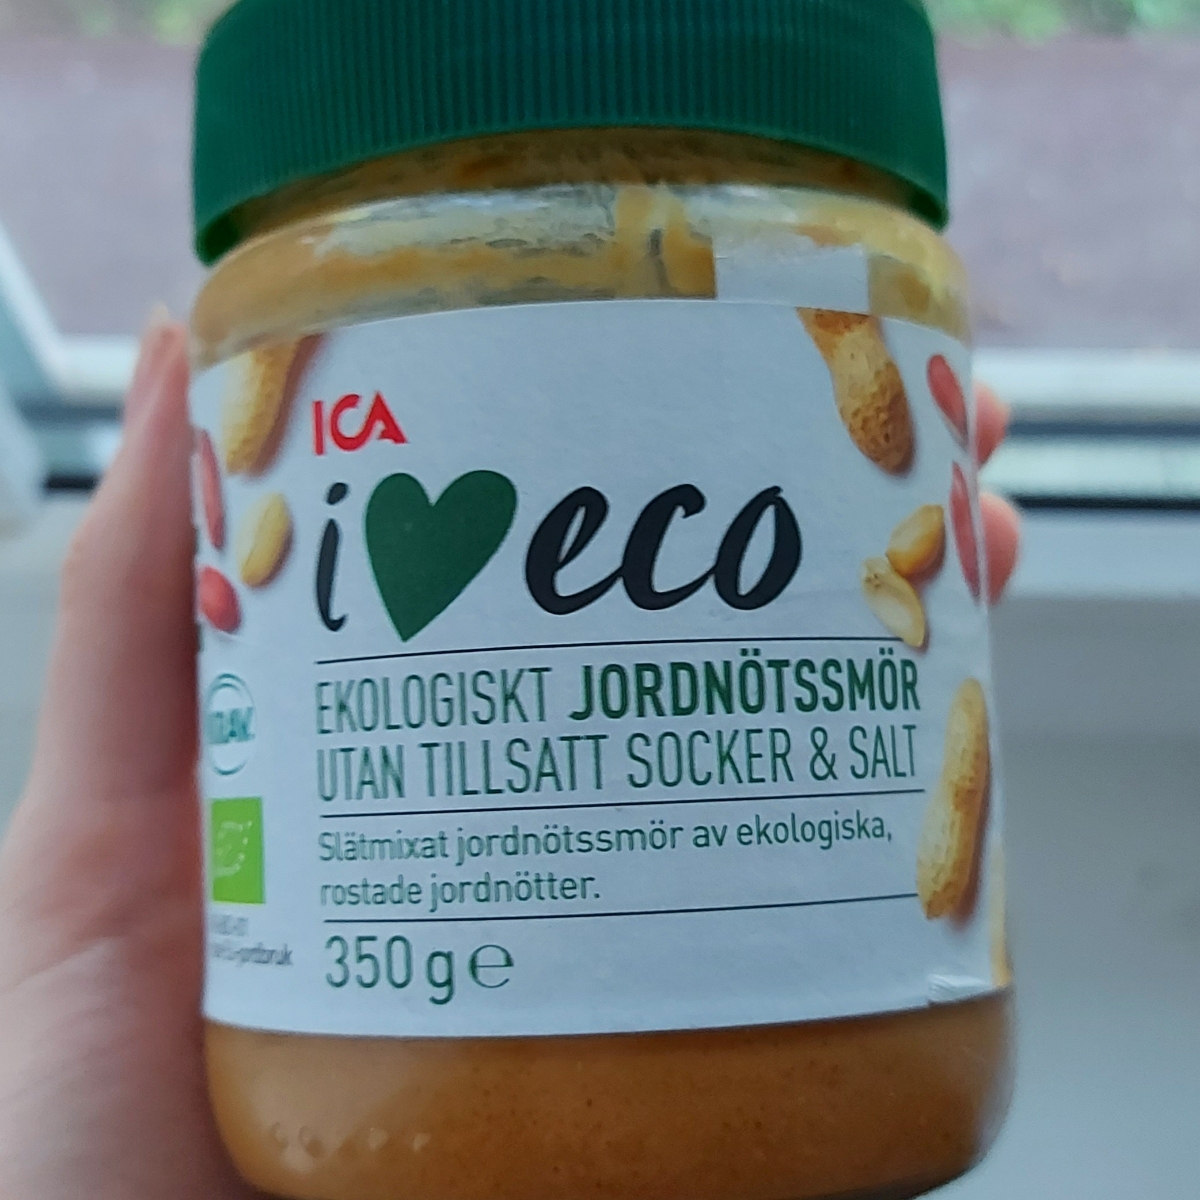 ICA
i eco
EKOLOGISKT JORDNÖTSSMÖR
UTAN TILLSATT SOCKER & SALT
Slätmixat jordnötssmör av ekologiska,
rostade jordnötter.
350 g ℮